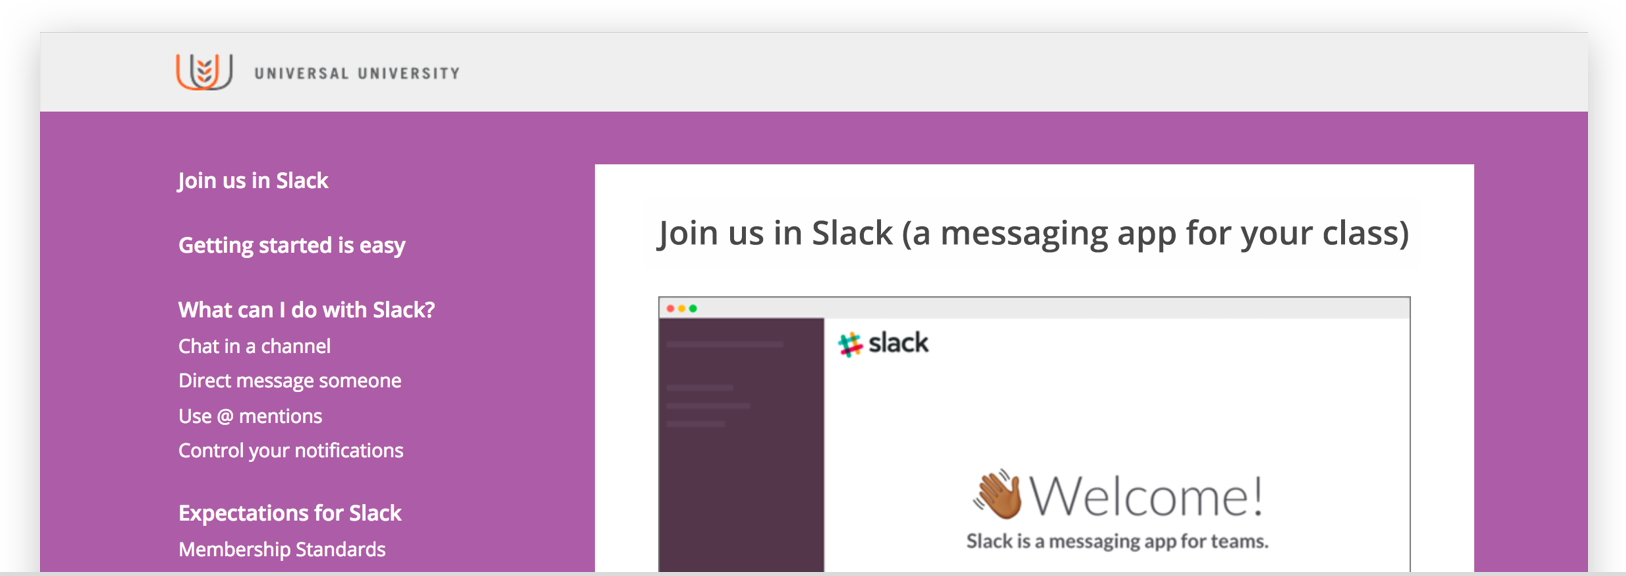 UNIVERSAL UNIVERSITY
Join us in Slack
Getting started is easy
What can I do with Slack?
Chat in a channel
Direct message someone
Use @ mentions
Control your notifications
Expectations for Slack
Membership Standards
Join us in Slack (a messaging app for your class)
slack
Welcome!
Slack is a messaging app for teams.